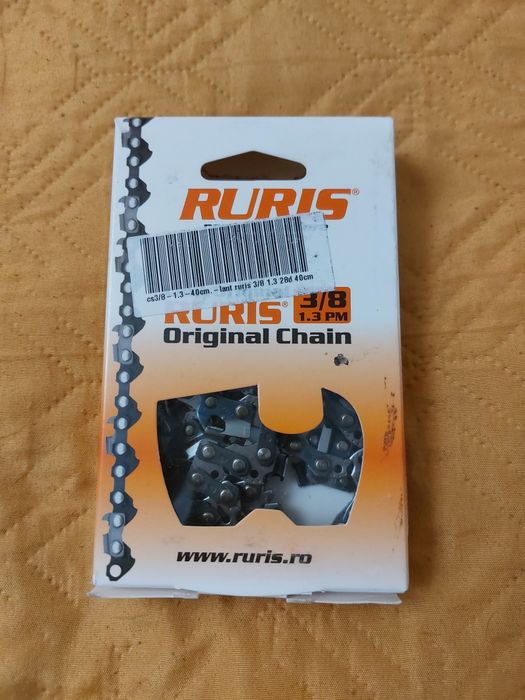 RURIS®
cs3/8 - 1.3 -40cm. - lant ruris 3/8 1.3 28d 40cm
RURIS® 3/8
1.3 PM
Original Chain
www.ruris.ro